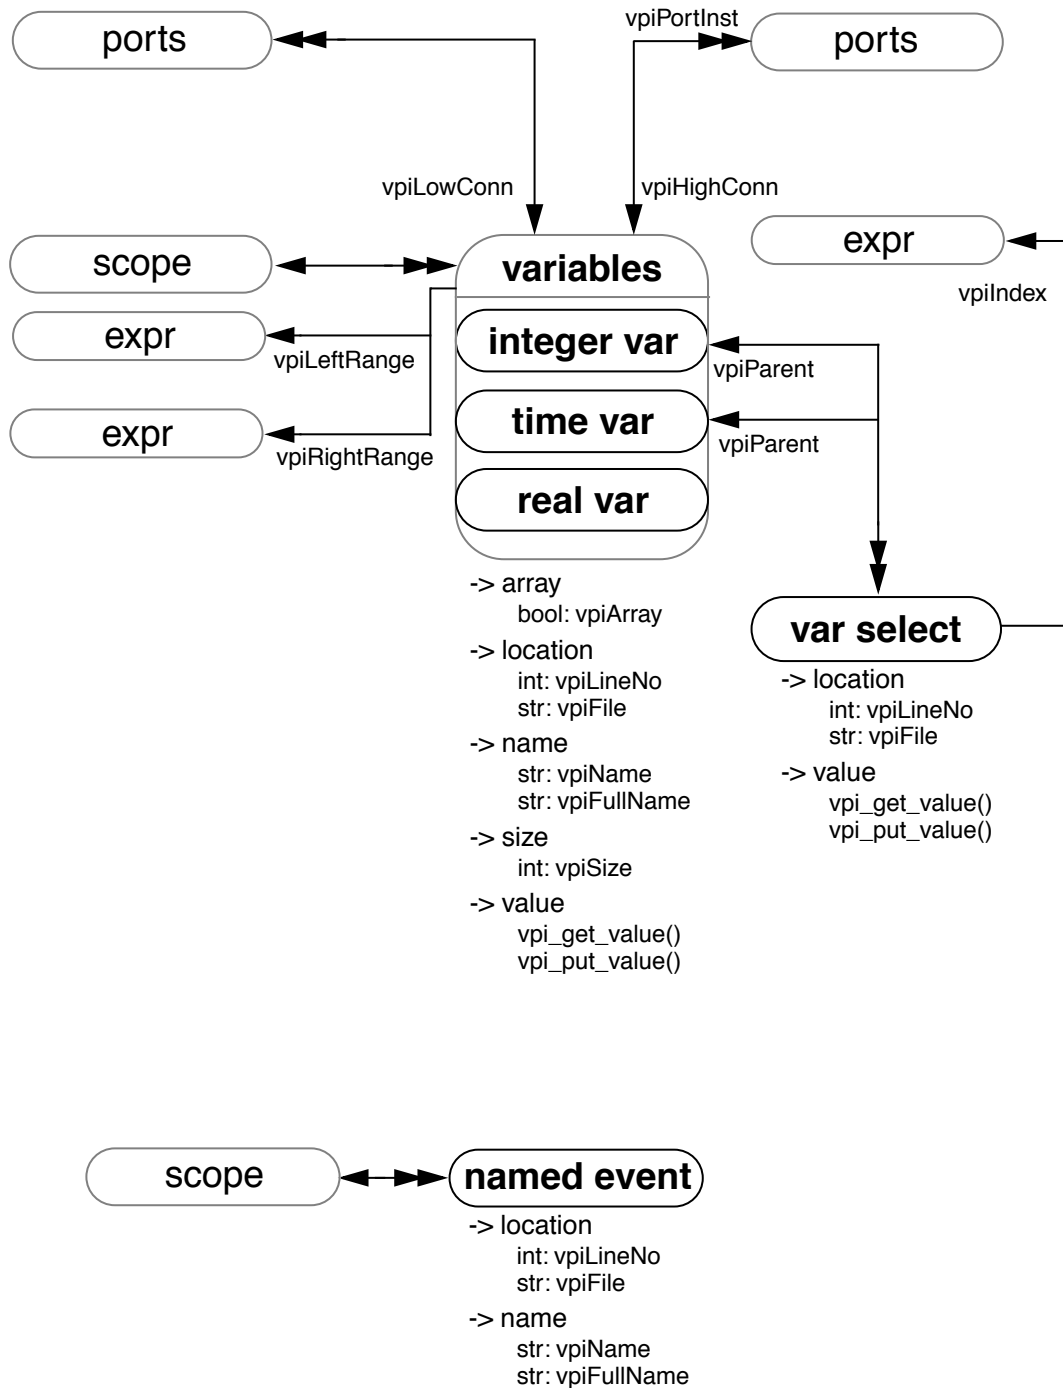 ports
vpiPortInst
ports
vpiLowConn
vpiHighConn
scope
variables
expr
vpiIndex
expr
vpiLeftRange
integer var
vpiParent
expr
vpiRightRange
time var
vpiParent
real var
-> array
bool: vpiArray
-> location
int: vpiLineNo
str: vpiFile
-> name
str: vpiName
str: vpiFullName
-> size
int: vpiSize
-> value
vpi_get_value()
vpi_put_value()
var select
-> location
int: vpiLineNo
str: vpiFile
-> value
vpi_get_value()
vpi_put_value()
scope
named event
-> location
int: vpiLineNo
str: vpiFile
-> name
str: vpiName
str: vpiFullName